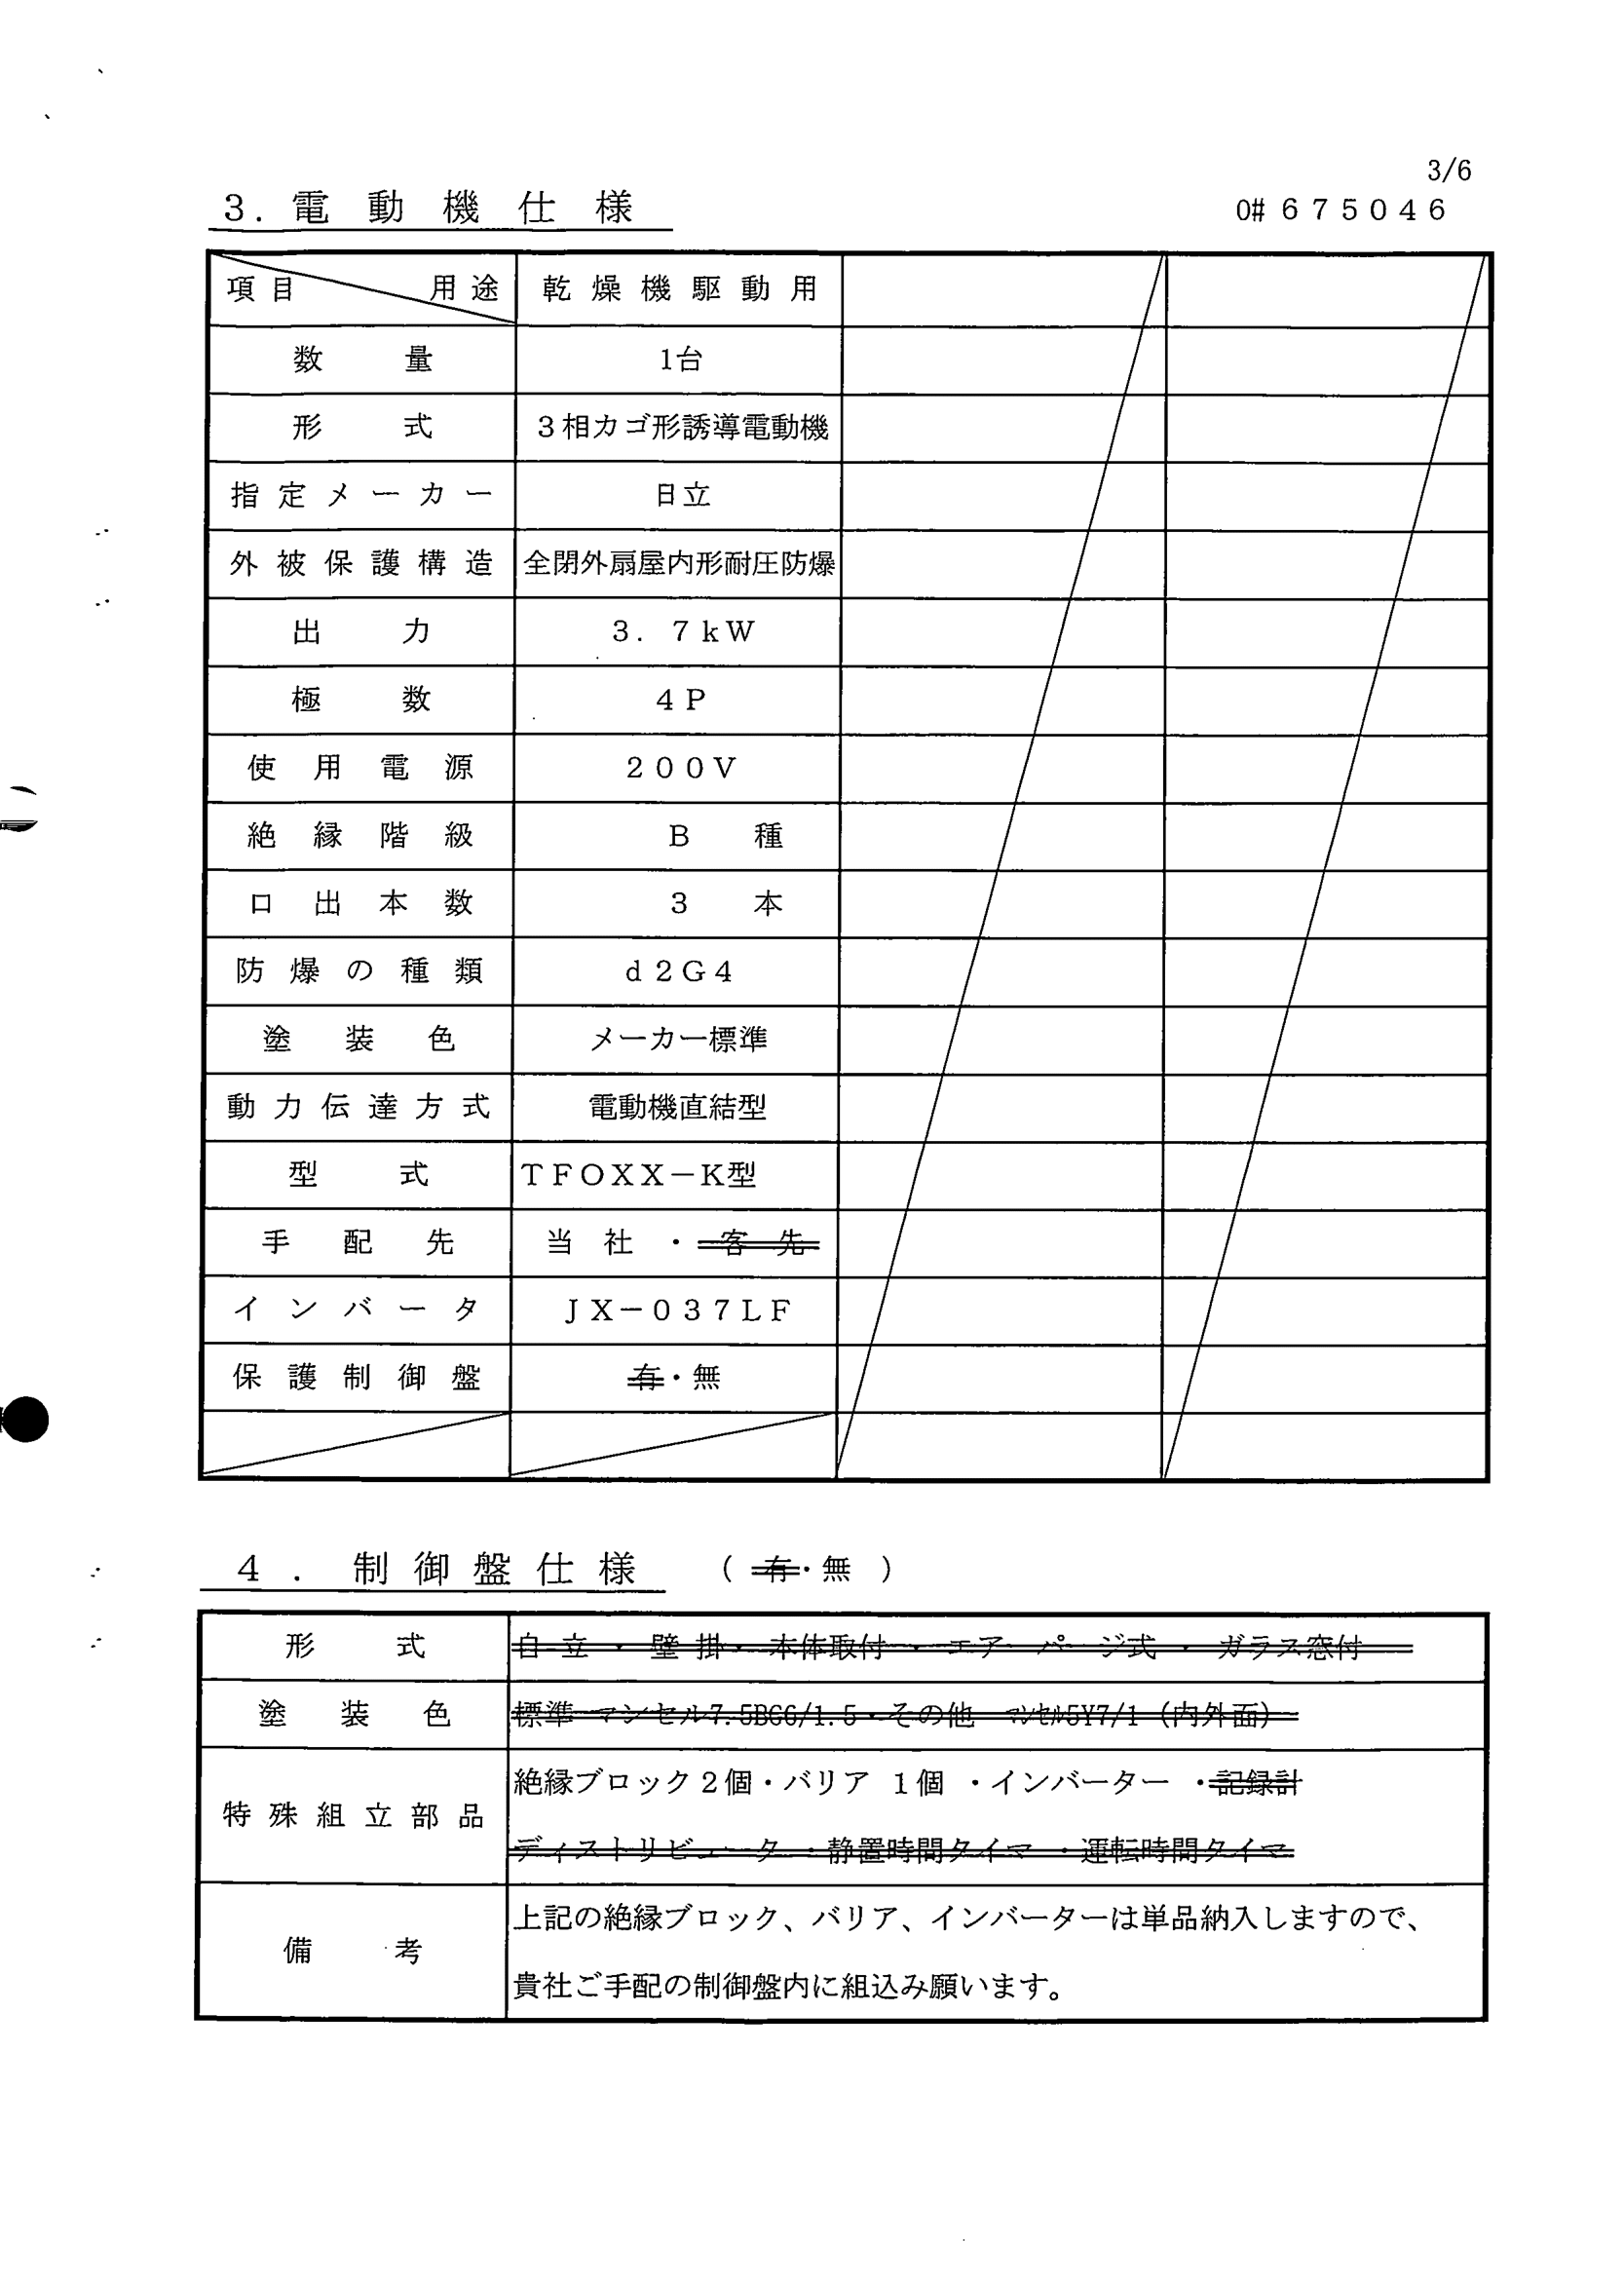 3/6
3. 電動機仕様
O# 675046
項目 用途 乾燥機駆動用
数量 1台
形式 3相カゴ形誘導電動機
指定メーカー 日立
外被保護構造 全閉外扇屋内形耐圧防爆
出力 3. 7kW
極数 4P
使用電源 200V
絶縁階級 B 種
口出本数 3 本
防爆の種類 d2G4
塗装色 メーカー標準
動力伝達方式 電動機直結型
型式 TFOXX－K型
手配先 当社・客先
インバータ JX－037LF
保護制御盤 有・無
4. 制御盤仕様 ( 有・無 )
形式 自立・壁掛・本体取付・エアーパージ式・ガラス窓付
塗装色 標準 マンセル7.5BG6/1.5・その他 ﾏﾝｾﾙ5Y7/1 (内外面)
特殊組立部品 絶縁ブロック2個・バリア 1個 ・インバーター ・記録計
ディストリビュータ・静置時間タイマ・運転時間タイマ
備考 上記の絶縁ブロック、バリア、インバーターは単品納入しますので、
貴社ご手配の制御盤内に組込み願います。